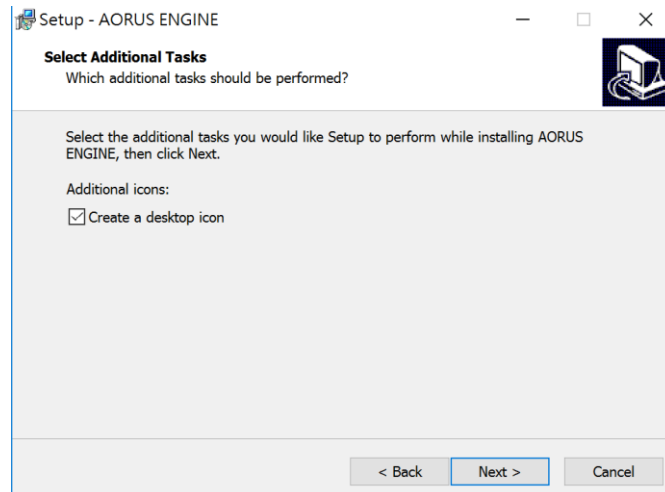 Setup - AORUS ENGINE
Select Additional Tasks
Which additional tasks should be performed?
Select the additional tasks you would like Setup to perform while installing AORUS
ENGINE, then click Next.
Additional icons:
Create a desktop icon
< Back
Next >
Cancel